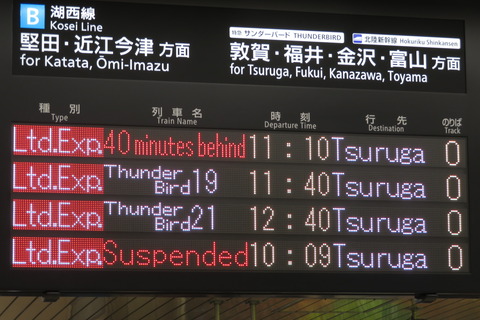 B 湖西線
Kosei Line
堅田・近江今津 方面
for Katata, Ōmi-Imazu
特急 サンダーバード THUNDERBIRD 北陸新幹線 Hokuriku Shinkansen
敦賀・福井・金沢・富山 方面
for Tsuruga, Fukui, Kanazawa, Toyama
種別 列車名 時刻 行先 のりば
Type Train Name Departure Time Destination Track
Ltd.Exp. 40 minutes behind 11:10 Tsuruga 0
Ltd.Exp. Thunder Bird 19 11:40 Tsuruga 0
Ltd.Exp. Thunder Bird 21 12:40 Tsuruga 0
Ltd.Exp. Suspended 10:09 Tsuruga 0